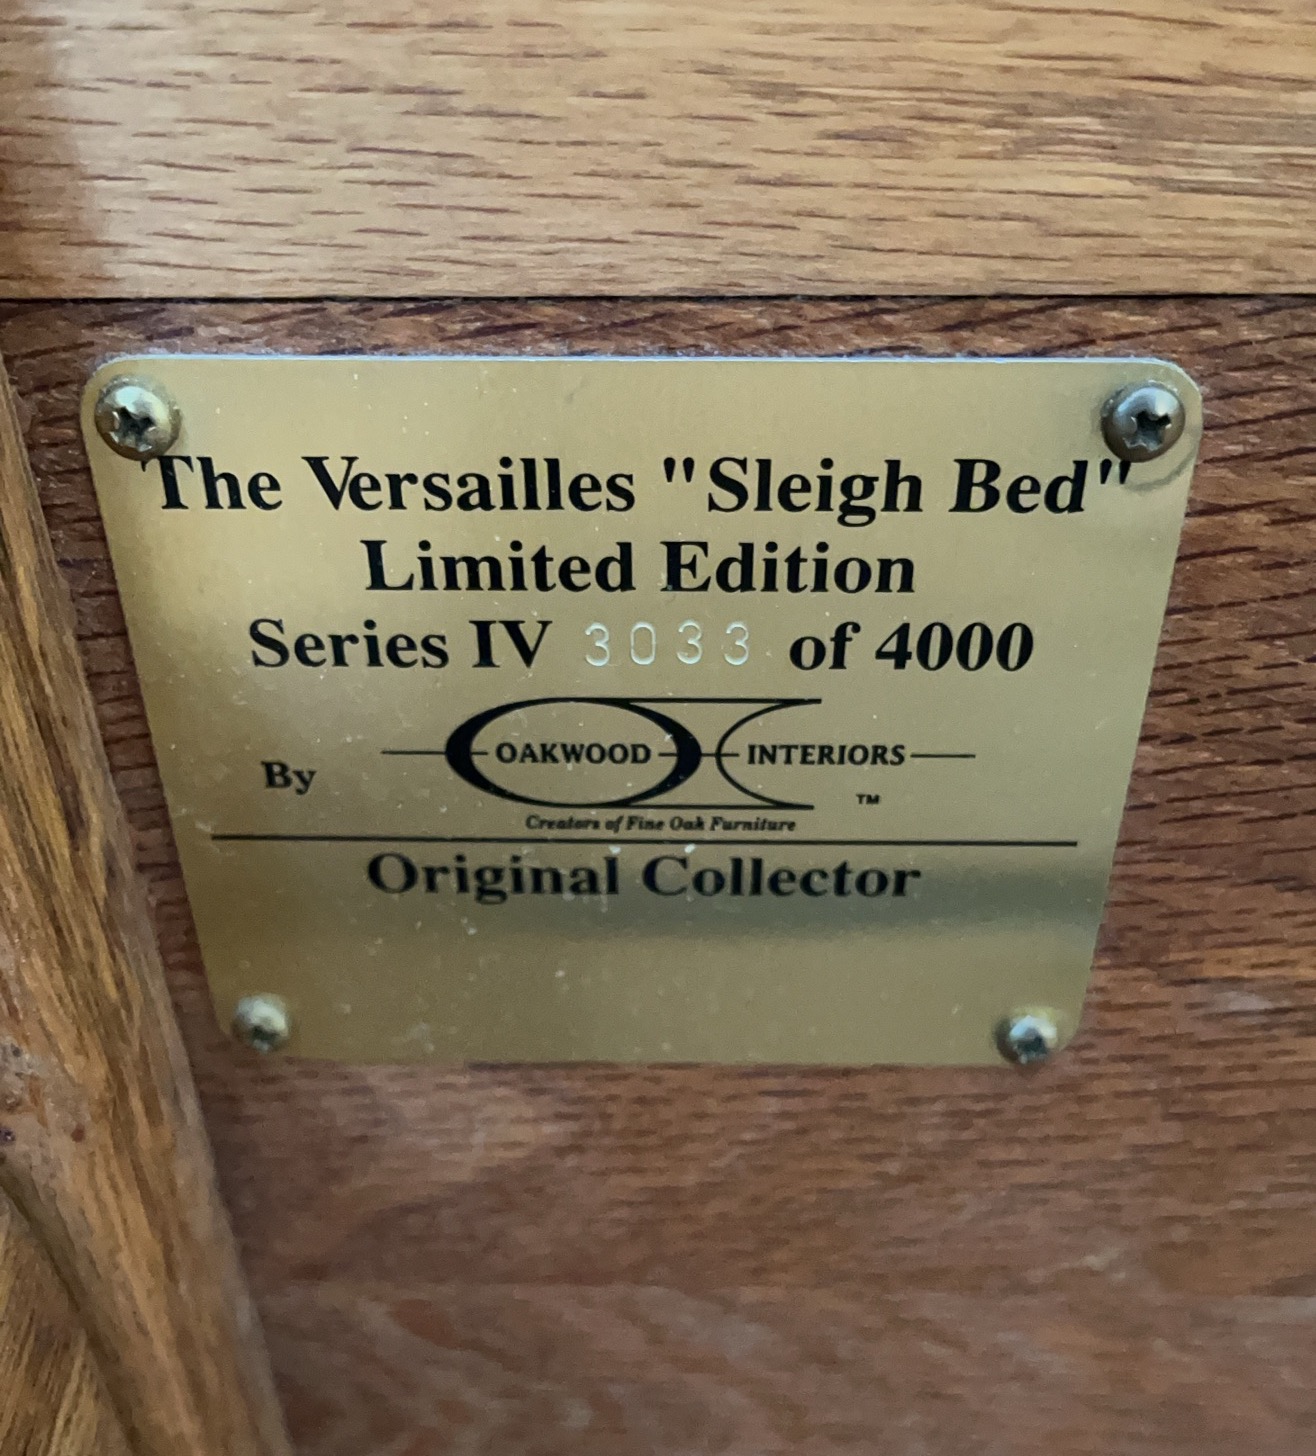 The Versailles "Sleigh Bed"
Limited Edition
Series IV 3033 of 4000
By OAKWOOD INTERIORS
™
Creators of Fine Oak Furniture
Original Collector